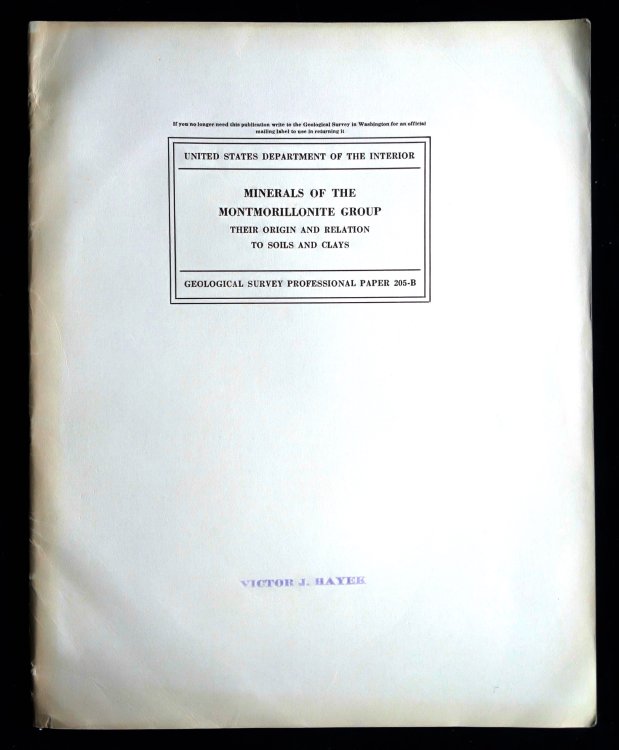 If you no longer need this publication write to the Geological Survey in Washington for an official
mailing label to use in returning it
UNITED STATES DEPARTMENT OF THE INTERIOR
MINERALS OF THE
MONTMORILLONITE GROUP
THEIR ORIGIN AND RELATION
TO SOILS AND CLAYS
GEOLOGICAL SURVEY PROFESSIONAL PAPER 205-B
VICTOR J. HAYEK